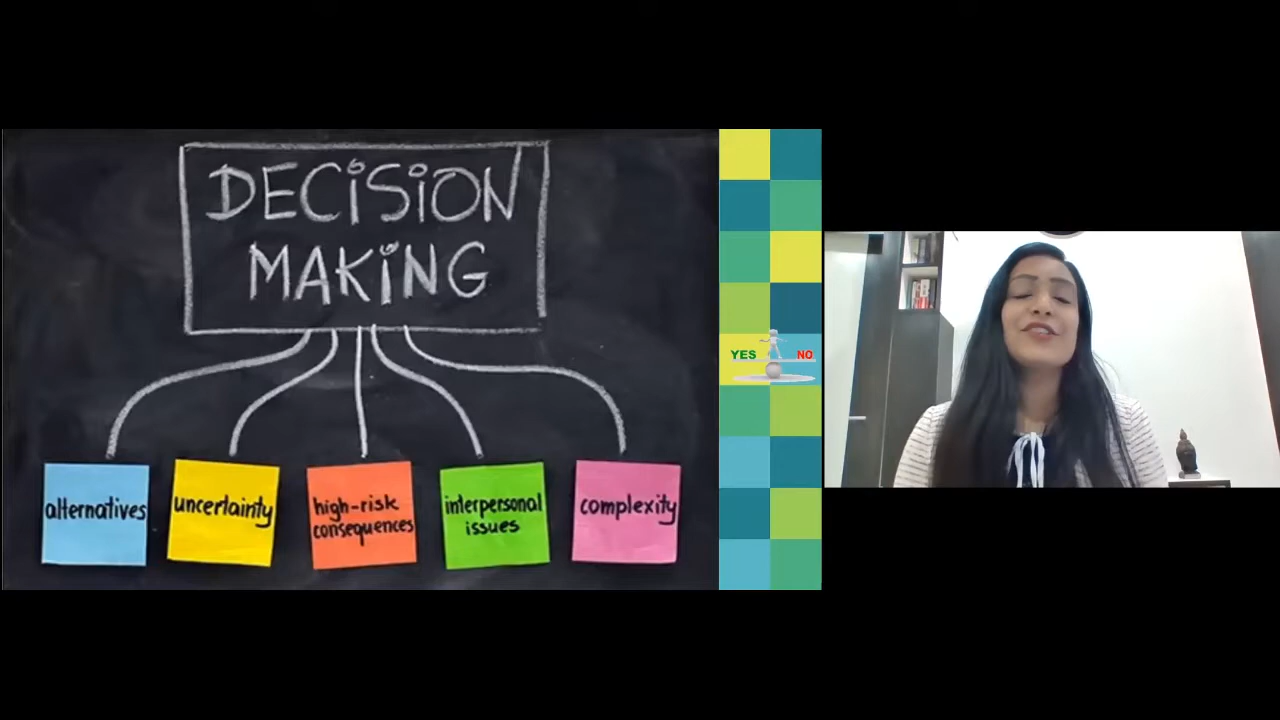 DECISION
MAKING
alternatives
uncertainty
high-risk
consequences
interpersonal
issues
complexity
YES
NO